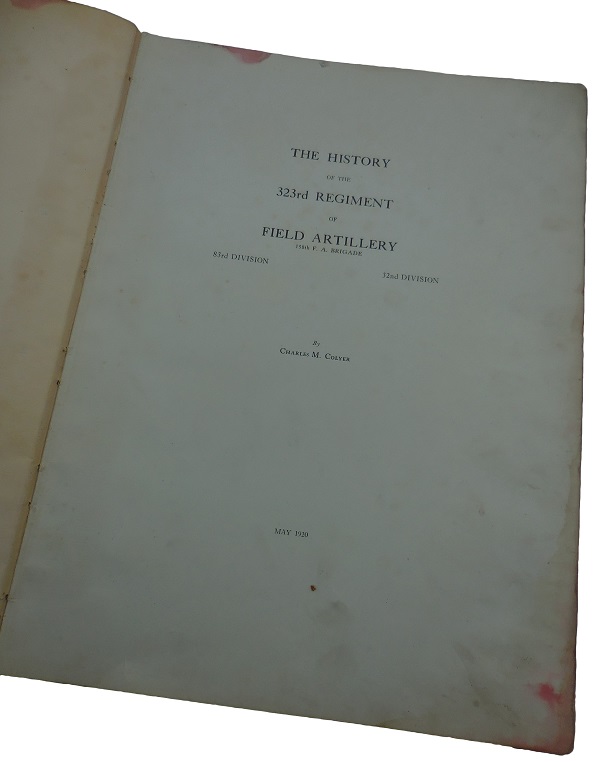 THE HISTORY
OF THE
323rd REGIMENT
OF
FIELD ARTILLERY
158th F. A. BRIGADE
83rd DIVISION
32nd DIVISION
By
Charles M. Colyer
MAY 1920